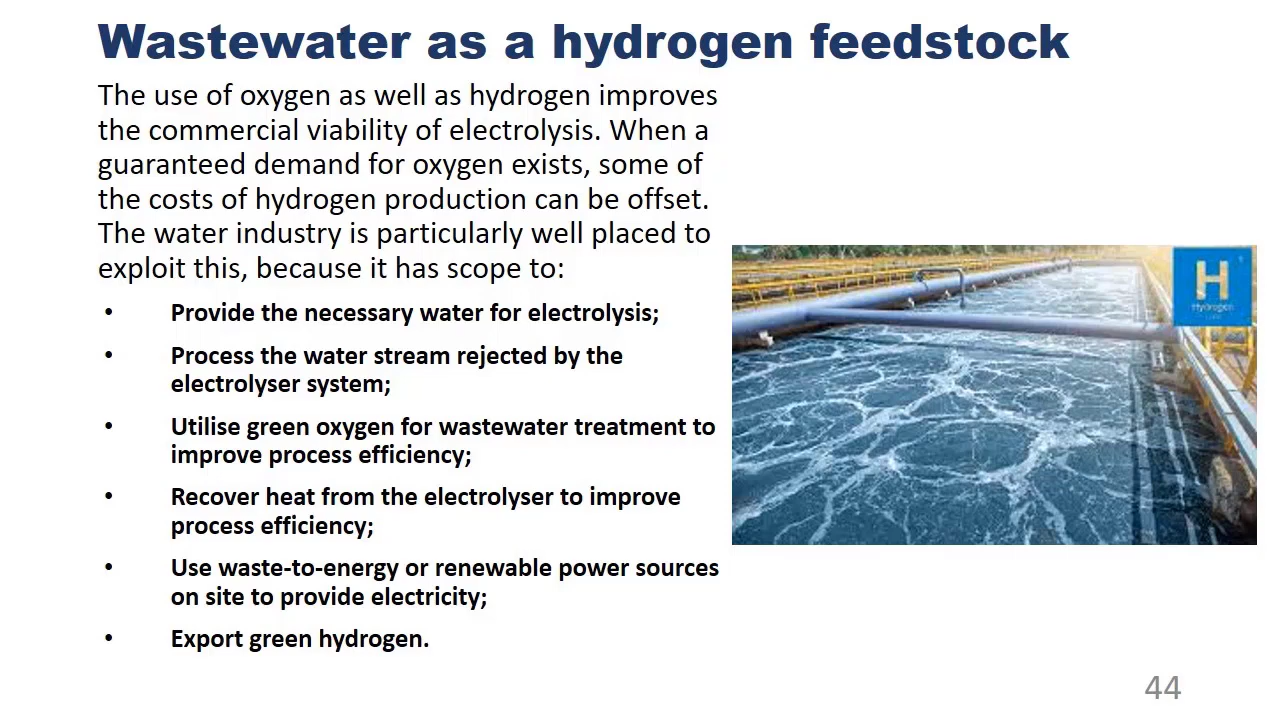 Wastewater as a hydrogen feedstock
The use of oxygen as well as hydrogen improves
the commercial viability of electrolysis. When a
guaranteed demand for oxygen exists, some of
the costs of hydrogen production can be offset.
The water industry is particularly well placed to
exploit this, because it has scope to:
• Provide the necessary water for electrolysis;
• Process the water stream rejected by the
electrolyser system;
• Utilise green oxygen for wastewater treatment to
improve process efficiency;
• Recover heat from the electrolyser to improve
process efficiency;
• Use waste-to-energy or renewable power sources
on site to provide electricity;
• Export green hydrogen.
H
Hydrogen
44